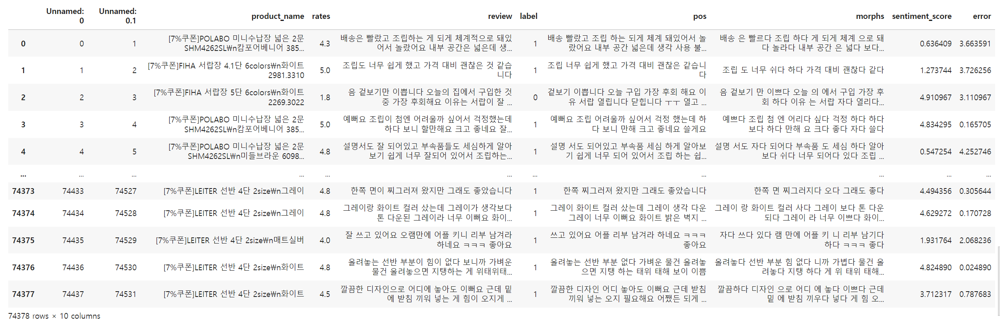 Unnamed: 0 Unnamed: 0.1 product_name rates review label pos morphs sentiment_score error
0 0 1 [7%쿠폰]POLABO 미니수납장 넓은 2문 4.3 배송은 빨랐고 조립하는 게 되게 체계적으로 돼있 1 배송 빨랐고 조립 하는 되게 체계 돼있어서 놀 배송 은 빠르다 조립 하다 게 되게 체계 으로 돼 0.636409 3.663591
SHM4262SL\n캄포어베니어 385... 어서 놀랐어요 내부 공간은 넓은데 생... 랐어요 내부 공간 넓은데 생각 사용 불... 다 놀라다 내부 공간 은 넓다 보다...
1 1 2 [7%쿠폰]FIHA 서랍장 4.1단 6colors\n화이트 5.0 조립도 너무 쉽게 했고 가격 대비 괜찮은 것 같습 1 조립 너무 쉽게 했고 가격 대비 괜찮은 같습니 조립 도 너무 쉬다 하다 가격 대비 괜찮다 같다 1.273744 3.726256
2981.3310 니다 다
2 2 3 [7%쿠폰]FIHA 서랍장 5단 6colors\n화이트 1.8 음 겉보기만 이쁩니다 오늘의 집에서 구입한 것 0 겉보기 이쁩니다 오늘 구입 가장 후회 해요 이 음 겉보기 만 이쁘다 오늘 의 에서 구입 가장 후 4.910967 3.110967
2269.3022 중 가장 후회해요 이유는 서랍이 잘 ... 유 서랍 열립니다 닫힙니다 ㅜㅜ 열고 ... 회 하다 이유 는 서랍 자다 열리다...
3 3 4 [7%쿠폰]POLABO 미니수납장 넓은 2문 5.0 예뻐요 조립이 첨엔 어려울까 싶어서 걱정했는데 1 예뻐요 조립 어려울까 싶어서 걱정 했는데 하 예쁘다 조립 첨 엔 어리다 싶다 걱정 하다 하다 4.834295 0.165705
SHM4262SL\n캄포어베니어 385... 하다 보니 할만해요 크고 좋네요 잘... 다 보니 만해 크고 좋네요 쓸게요 보다 하다 만해 요 크다 좋다 자다 쓸다
4 4 5 [7%쿠폰]POLABO 미니수납장 넓은 2문 4.8 설명서도 잘 되어있고 부속품들도 세심하게 알아 1 설명 서도 되어있고 부속품 세심 하게 알아보 설명 서도 자다 되어다 부속품 도 세심 하다 알아 0.547254 4.252746
SHM4262SL\n미들브라운 6098... 보기 쉽게 너무 잘되어 있어서 조립하는... 기 쉽게 너무 되어 있어서 조립 하는 쉽... 보다 쉬다 너무 되어다 있다 조립 ...
... ... ... ... ... ... ... ... ... ... ...
74373 74433 74527 [7%쿠폰]LEITER 선반 4단 2size\n그레이 4.8 한쪽 면이 찌그러져 왔지만 그래도 좋았습니다 1 한쪽 찌그러져 왔지만 그래도 좋았습니다 한쪽 면 찌그러지다 오다 그래도 좋다 4.494356 0.305644
74374 74434 74528 [7%쿠폰]LEITER 선반 4단 2size\n그레이 4.8 그레이랑 화이트 컬러 샀는데 그레이가 생각보다 1 그레이 화이트 컬러 샀는데 그레이 생각 다운 그레이 랑 화이트 컬러 사다 그레이 보다 톤 다운 4.629272 0.170728
톤 다운된 그레이라 너무 이뻐요 화이... 그레이 너무 이뻐요 화이트 밝은 벽지 ... 되다 그레이 라 너무 이쁘다 화이...
74375 74435 74529 [7%쿠폰]LEITER 선반 4단 2size\n매트실버 4.0 잘 쓰고 있어요 오램만에 어플 키니 리부 남겨라 1 쓰고 있어요 어플 리부 남겨라 하네요 ㅋㅋㅋ 자다 쓰다 있다 램 만에 어플 키 니 리부 남기다 1.931764 2.068236
하네요 ㅋㅋㅋ 좋아요 좋아요 하다 ㅋㅋㅋ 좋다
74376 74436 74530 [7%쿠폰]LEITER 선반 4단 2size\n화이트 4.8 올려놓는 선반 부분이 힘이 없다 보니까 가벼운 1 올려놓는 선반 부분 없다 가벼운 물건 올려놓 올려놓다 선반 부분 힘 없다 니까 가볍다 물건 올 4.824890 0.024890
물건 올려놓으면 지탱하는 게 위태위태... 으면 지탱 하는 태위 태해 보이 이쁨 려놓다 지탱 하다 게 위 태위 태해...
74377 74437 74531 [7%쿠폰]LEITER 선반 4단 2size\n화이트 4.5 깔끔한 디자인으로 어디에 놓아도 이뻐요 근데 밑 1 깔끔한 디자인 어디 놓아도 이뻐요 근데 받침 깔끔하다 디자인 으로 어디 에 놓다 이쁘다 근데 3.712317 0.787683
에 받침 끼워 넣는 게 힘이 오지게 ... 끼워 넣는 오지 필요해요 어쨌든 되게 ... 밑 에 받침 끼우다 넣다 게 힘 오...
74378 rows × 10 columns